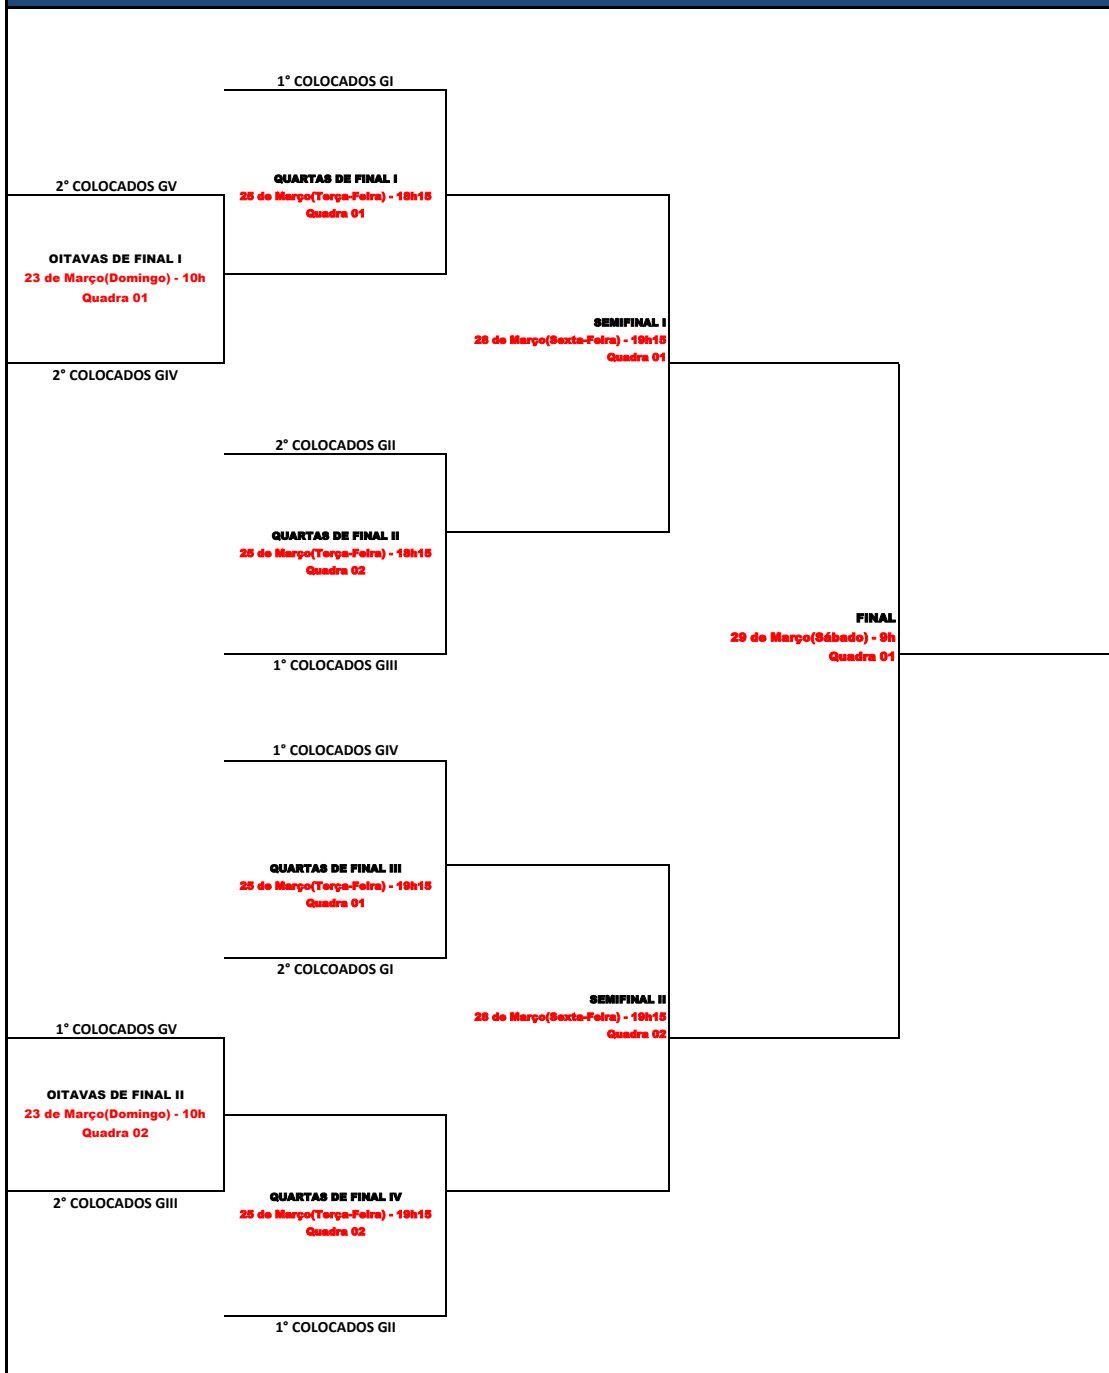 1° COLOCADOS GI
2° COLOCADOS GV
QUARTAS DE FINAL I
25 de Março(Terça-Feira) - 18h15
Quadra 01
OITAVAS DE FINAL I
23 de Março(Domingo) - 10h
Quadra 01
SEMIFINAL I
28 de Março(Sexta-Feira) - 19h15
Quadra 01
2° COLOCADOS GIV
2° COLOCADOS GII
QUARTAS DE FINAL II
25 de Março(Terça-Feira) - 18h15
Quadra 02
FINAL
29 de Março(Sábado) - 9h
Quadra 01
1° COLOCADOS GIII
1° COLOCADOS GIV
QUARTAS DE FINAL III
25 de Março(Terça-Feira) - 19h15
Quadra 01
2° COLCOADOS GI
SEMIFINAL II
28 de Março(Sexta-Feira) - 19h15
Quadra 02
1° COLOCADOS GV
OITAVAS DE FINAL II
23 de Março(Domingo) - 10h
Quadra 02
2° COLOCADOS GIII
QUARTAS DE FINAL IV
25 de Março(Terça-Feira) - 19h15
Quadra 02
1° COLOCADOS GII